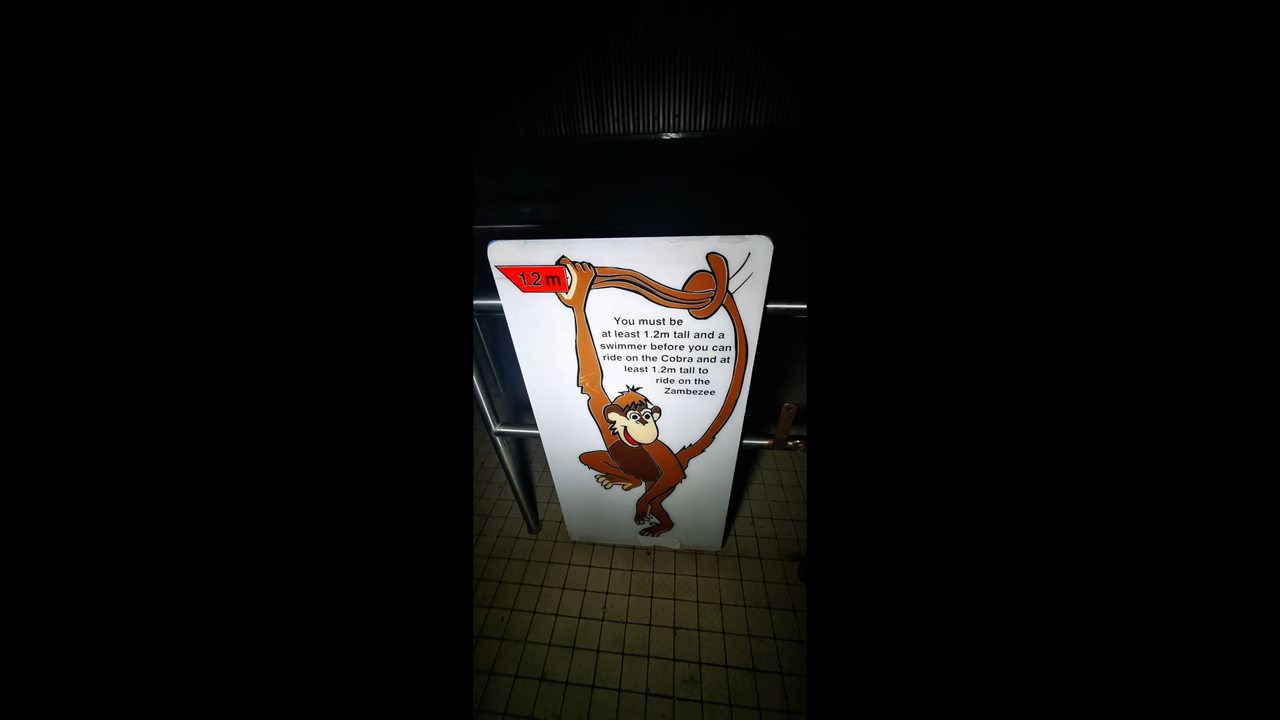 1.2 m
You must be
at least 1.2m tall and a
swimmer before you can
ride on the Cobra and at
least 1.2m tall to
ride on the
Zambezee